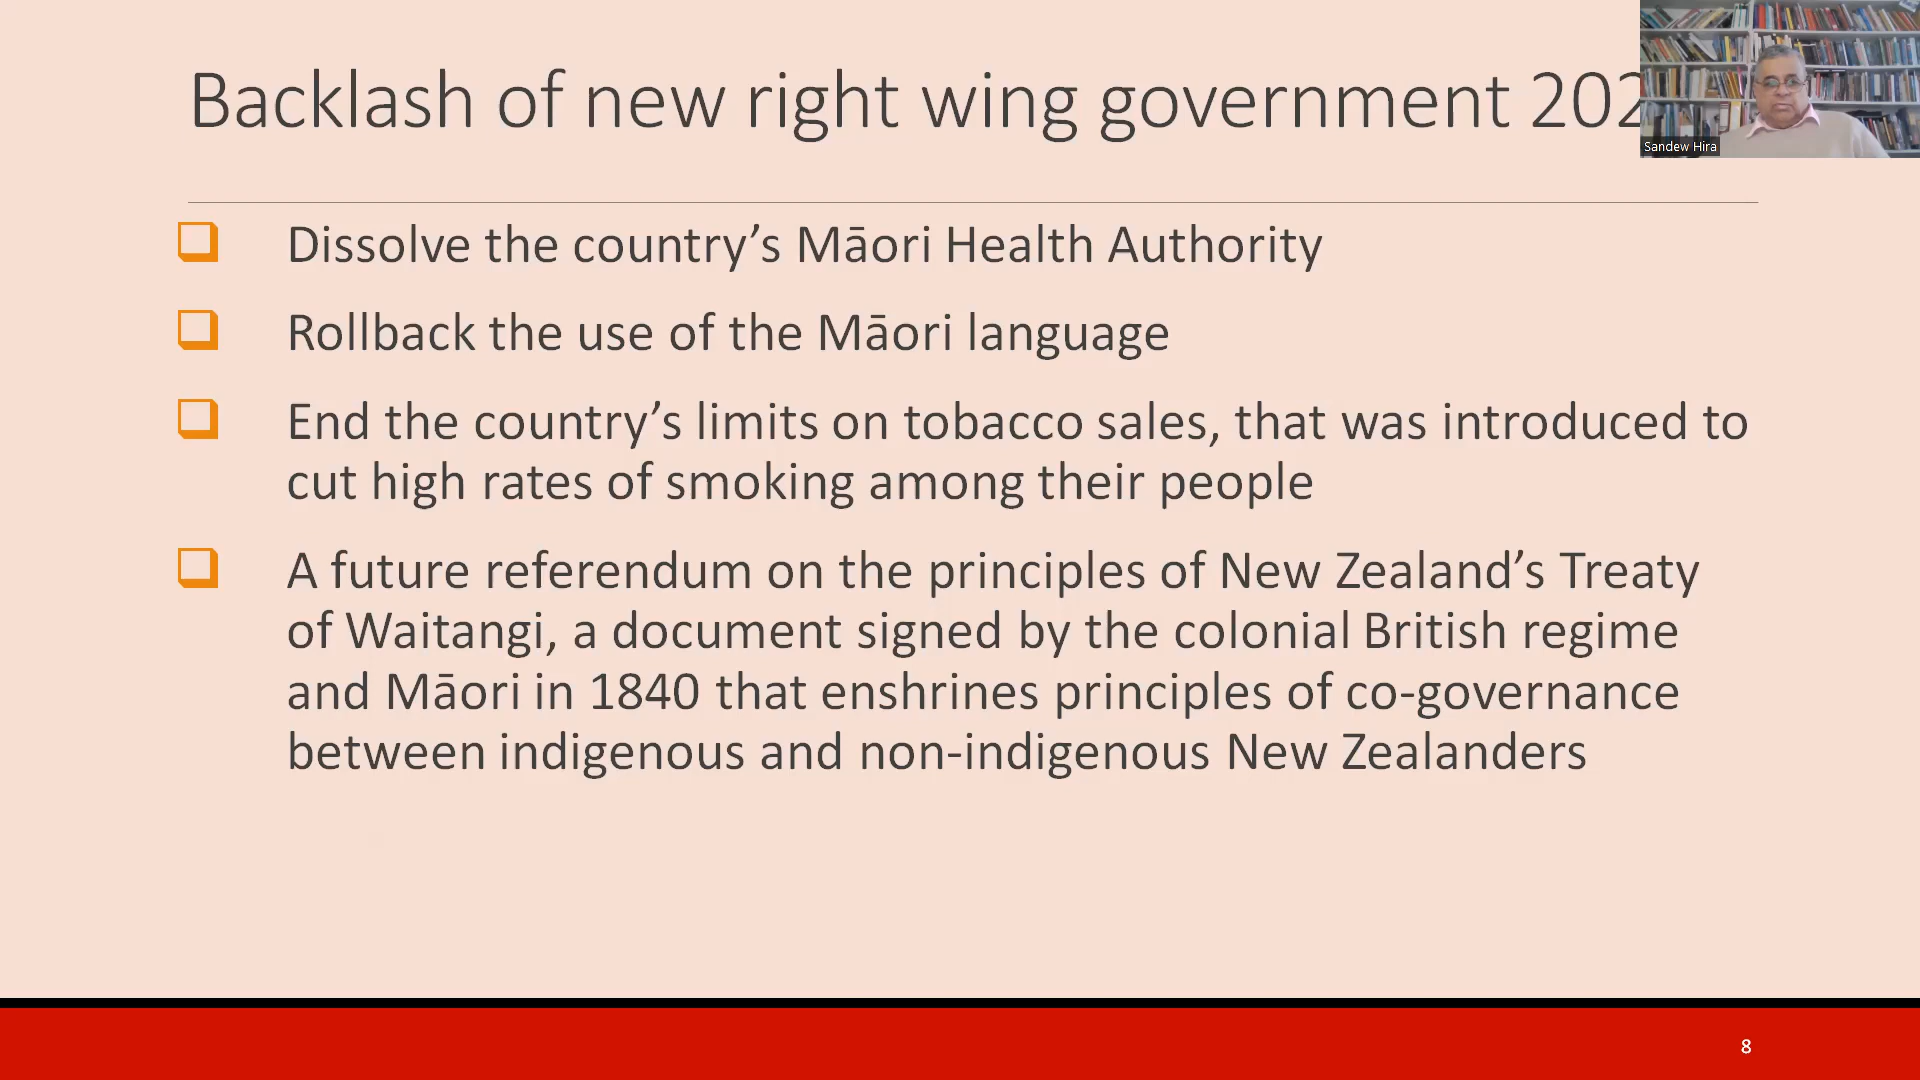 Backlash of new right wing government 202
Sandew Hira
Dissolve the country’s Māori Health Authority
Rollback the use of the Māori language
End the country’s limits on tobacco sales, that was introduced to
cut high rates of smoking among their people
A future referendum on the principles of New Zealand’s Treaty
of Waitangi, a document signed by the colonial British regime
and Māori in 1840 that enshrines principles of co-governance
between indigenous and non-indigenous New Zealanders
8